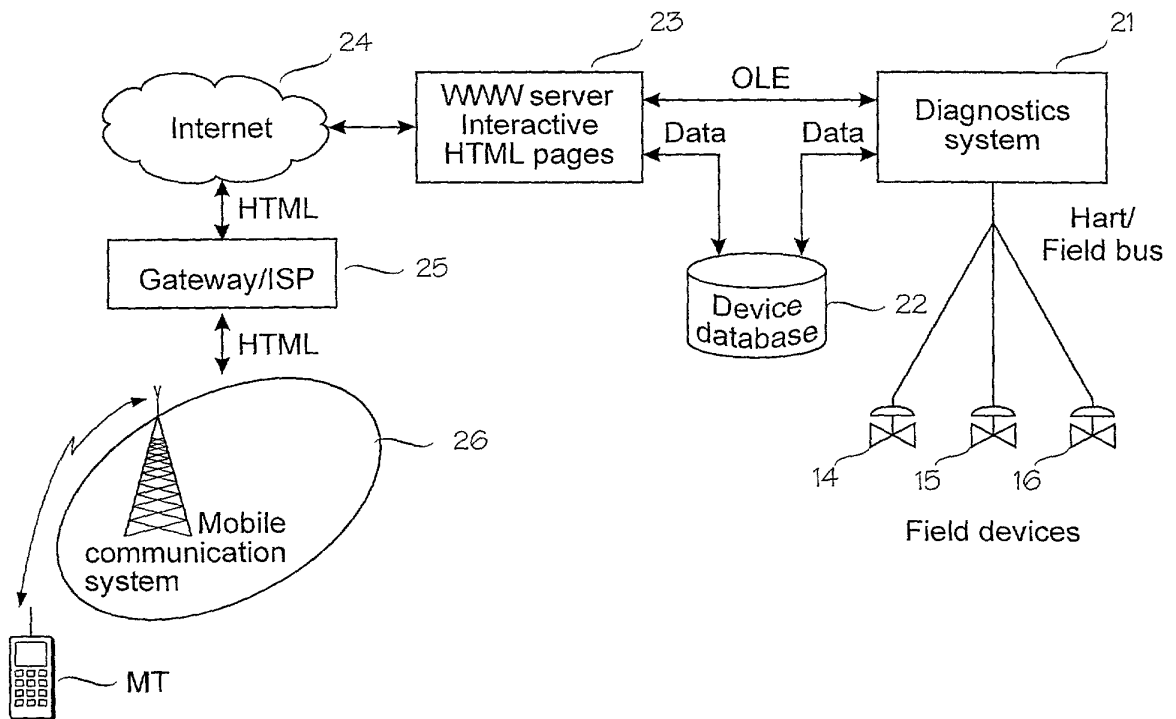 24
23
21
Internet
WWW server
Interactive
HTML pages
OLE
Data
Data
Diagnostics
system
HTML
Hart/
Field bus
Gateway/ISP
25
Device
database
22
HTML
26
Mobile
communication
system
14
15
16
Field devices
MT